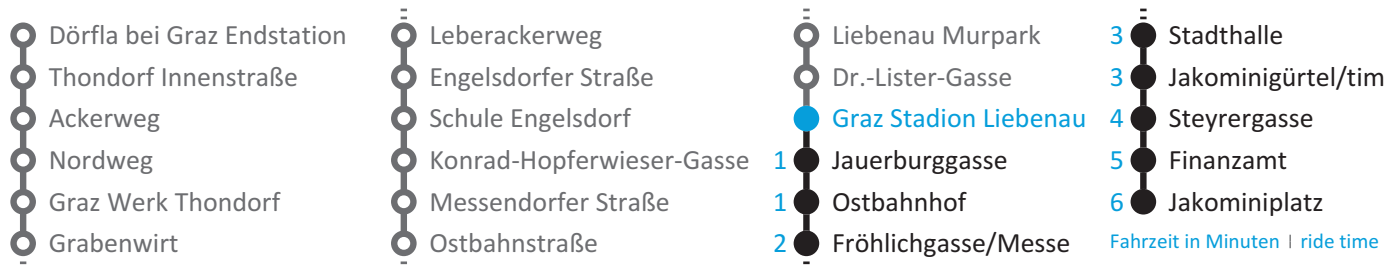 Dörfla bei Graz Endstation
Thondorf Innenstraße
Ackerweg
Nordweg
Graz Werk Thondorf
Grabenwirt
Leberackerweg
Engelsdorfer Straße
Schule Engelsdorf
Konrad-Hopferwieser-Gasse
Messendorfer Straße
Ostbahnstraße
Liebenau Murpark
Dr.-Lister-Gasse
Graz Stadion Liebenau
1 Jauerburggasse
1 Ostbahnhof
2 Fröhlichgasse/Messe
3 Stadthalle
3 Jakominigürtel/tim
4 Steyrergasse
5 Finanzamt
6 Jakominiplatz
Fahrzeit in Minuten | ride time